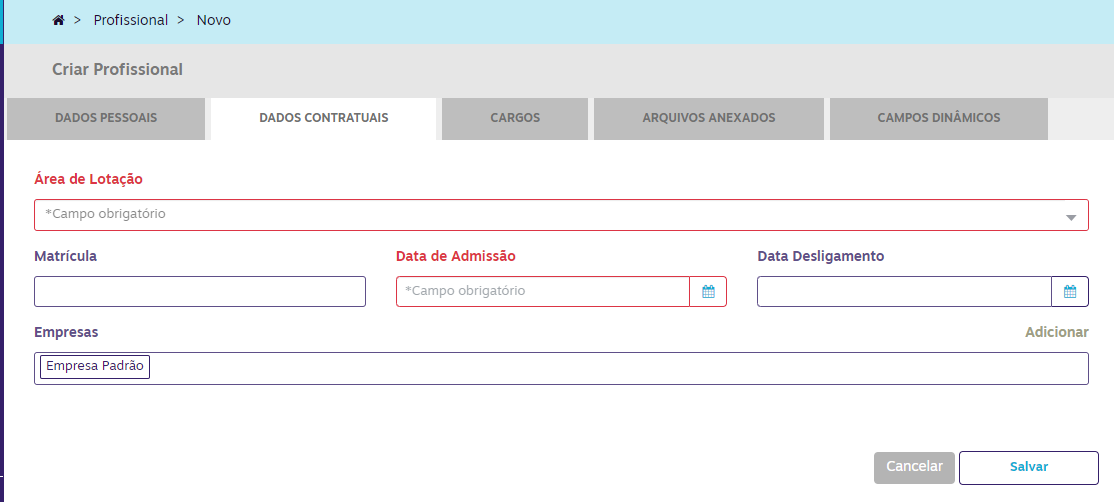 > Profissional > Novo
Criar Profissional
DADOS PESSOAIS DADOS CONTRATUAIS CARGOS ARQUIVOS ANEXADOS CAMPOS DINÂMICOS
Área de Lotação
*Campo obrigatório
Matrícula Data de Admissão Data Desligamento
*Campo obrigatório
Empresas Adicionar
Empresa Padrão
Cancelar Salvar